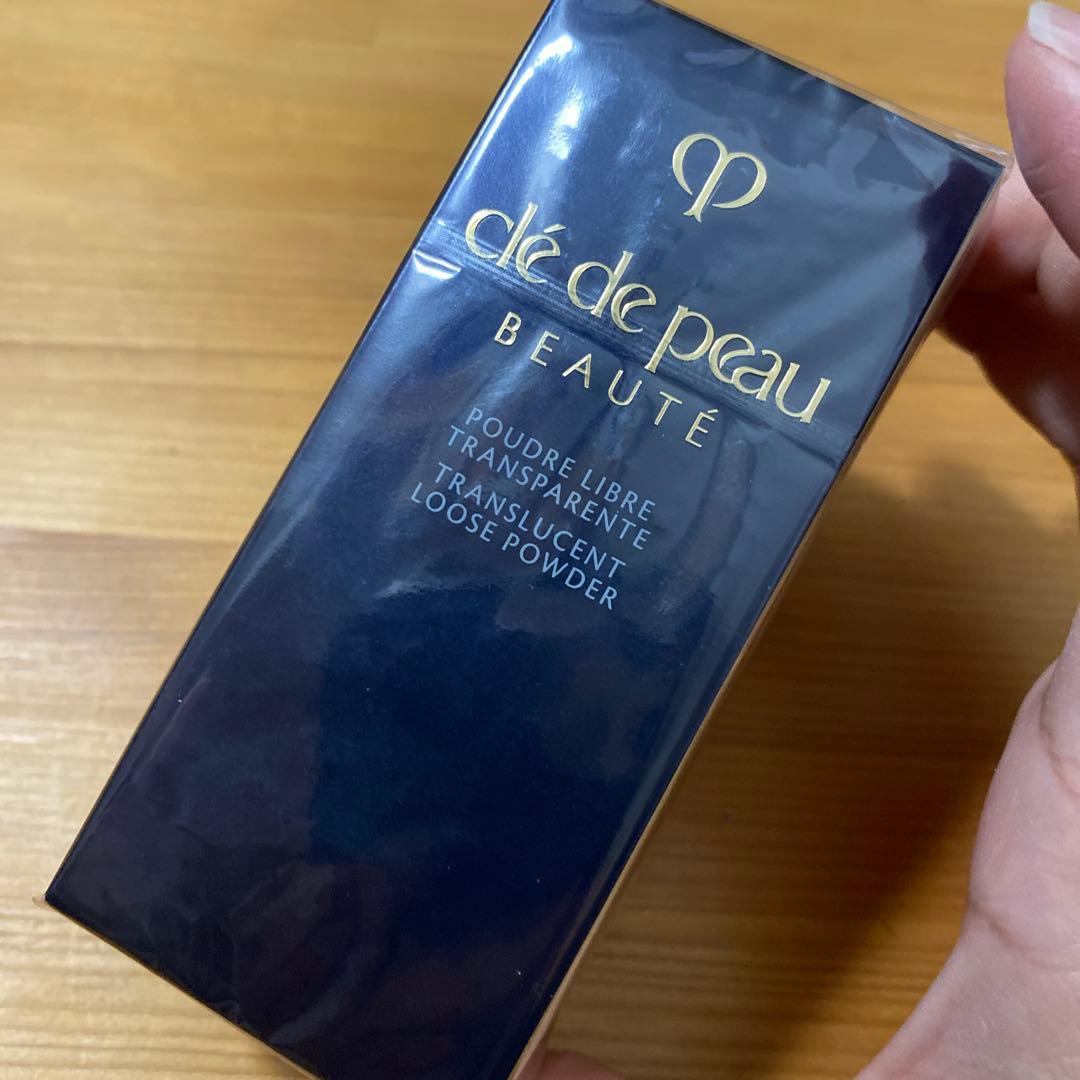 clé de peau
BEAUTÉ
POUDRE LIBRE
TRANSPARENTE
TRANSLUCENT
LOOSE POWDER